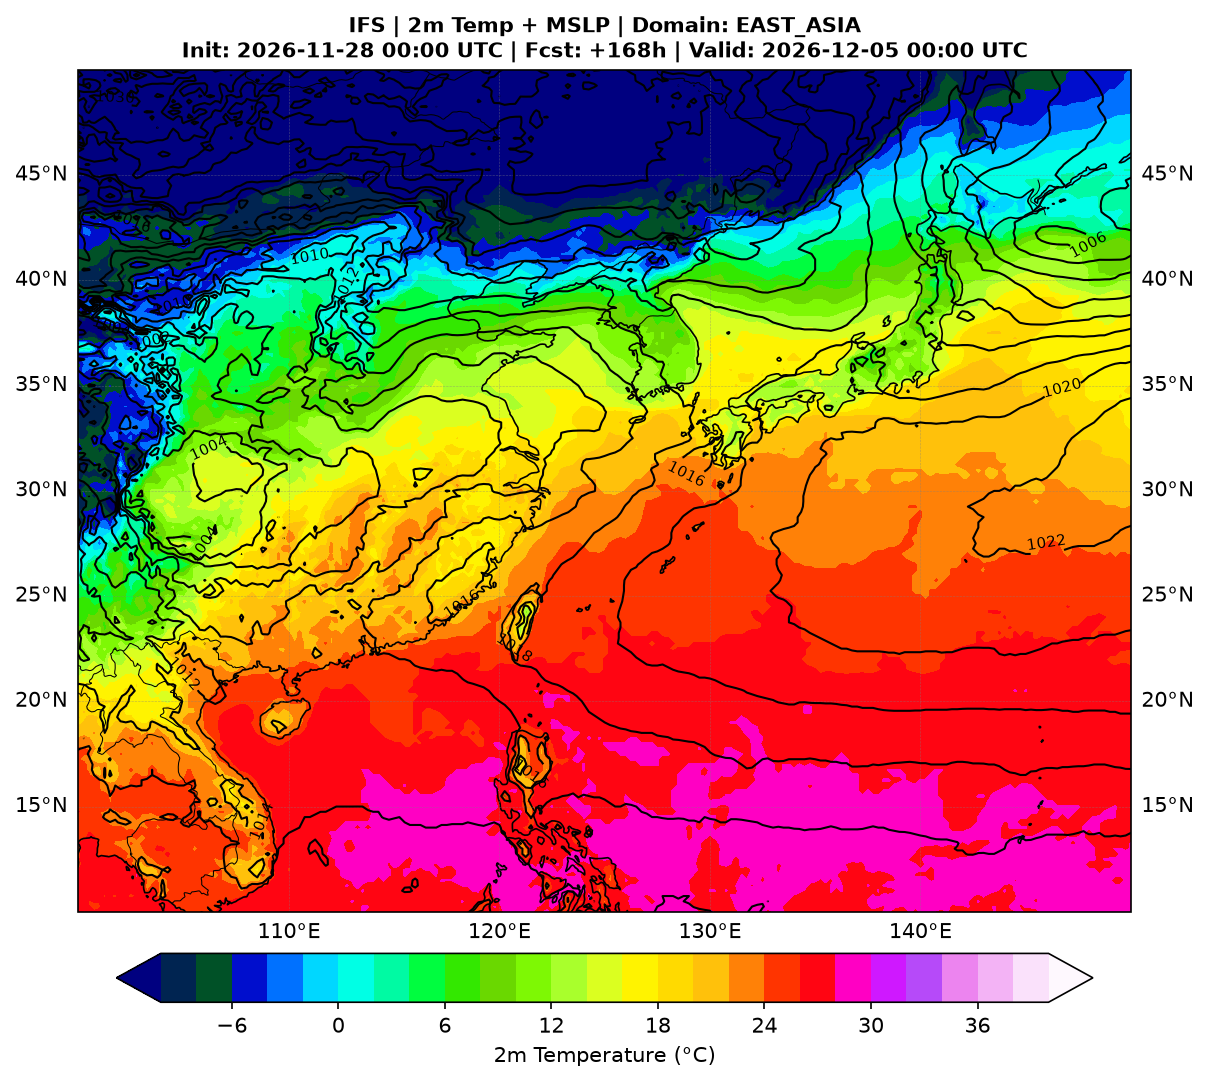 IFS | 2m Temp + MSLP | Domain: EAST_ASIA
Init: 2026-11-28 00:00 UTC | Fcst: +168h | Valid: 2026-12-05 00:00 UTC
45°N
45°N
40°N
40°N
35°N
35°N
30°N
30°N
25°N
25°N
20°N
20°N
15°N
15°N
1010
1012
1006
1020
1004
1016
1004
1022
1016
1018
1012
110°E 120°E 130°E 140°E
−6 0 6 12 18 24 30 36
2m Temperature (°C)